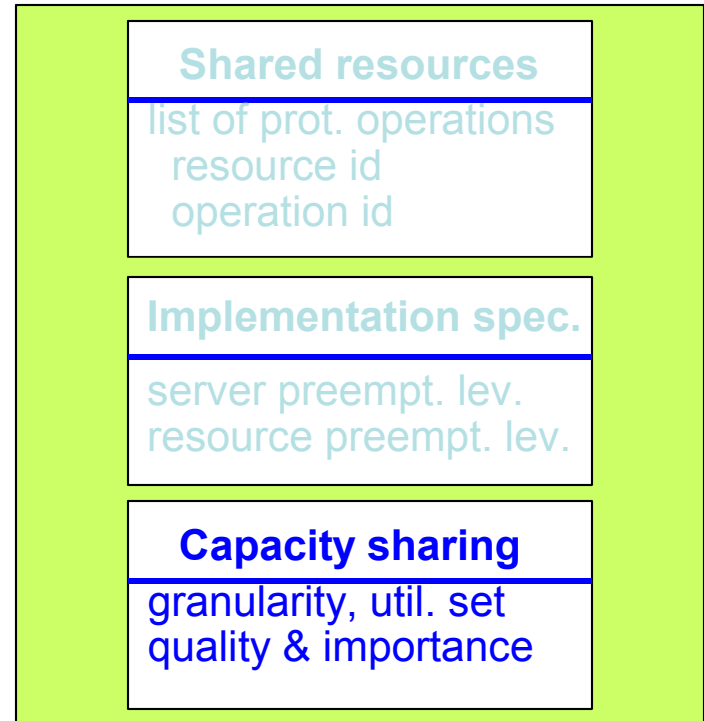 Shared resources
list of prot. operations
resource id
operation id
Implementation spec.
server preempt. lev.
resource preempt. lev.
Capacity sharing
granularity, util. set
quality & importance